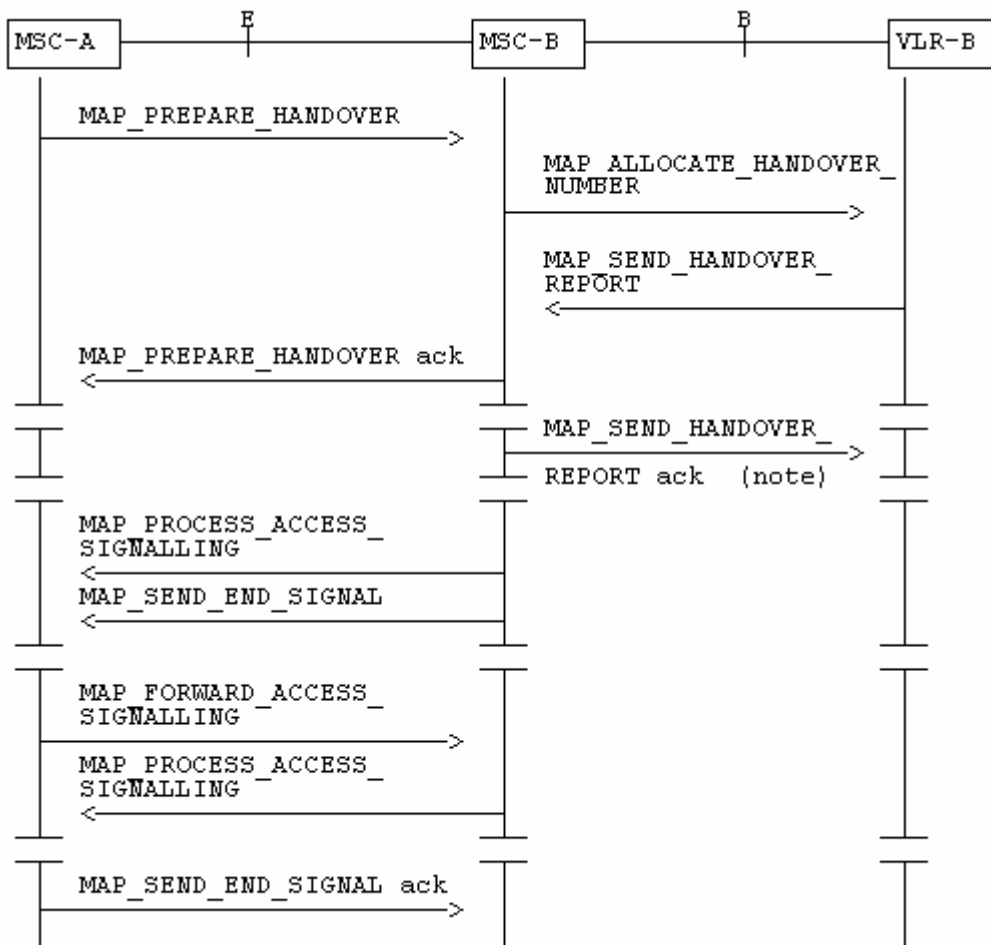 E
B
MSC-A
MSC-B
VLR-B
MAP_PREPARE_HANDOVER
MAP_ALLOCATE_HANDOVER_
NUMBER
MAP_SEND_HANDOVER_
REPORT
MAP_PREPARE_HANDOVER ack
MAP_SEND_HANDOVER_
REPORT ack (note)
MAP_PROCESS_ACCESS_
SIGNALLING
MAP_SEND_END_SIGNAL
MAP_FORWARD_ACCESS_
SIGNALLING
MAP_PROCESS_ACCESS_
SIGNALLING
MAP_SEND_END_SIGNAL ack